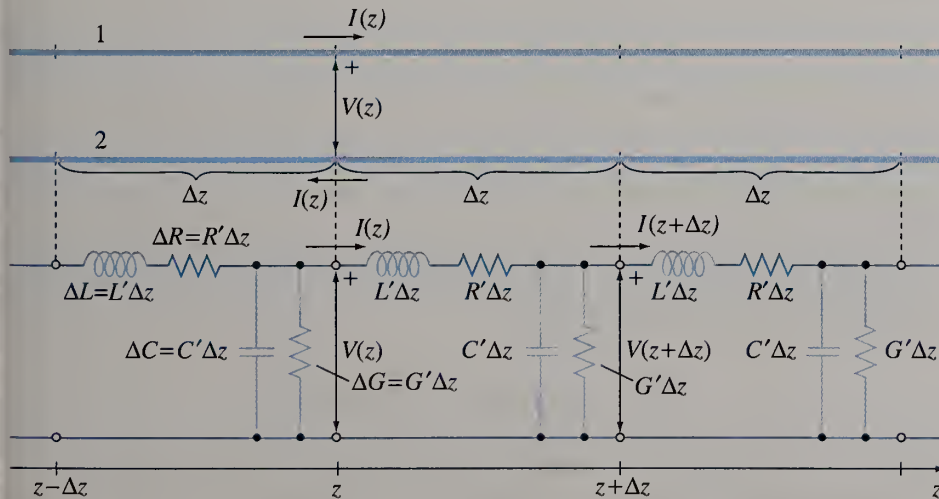 I(z)
1
+
V(z)
2
Δz
Δz
Δz
I(z)
I(z)
I(z+Δz)
ΔR=R′Δz
+
+
ΔL=L′Δz
L′Δz
R′Δz
L′Δz
R′Δz
ΔC=C′Δz
V(z)
C′Δz
V(z+Δz)
C′Δz
G′Δz
ΔG=G′Δz
G′Δz
z−Δz
z
z+Δz
z